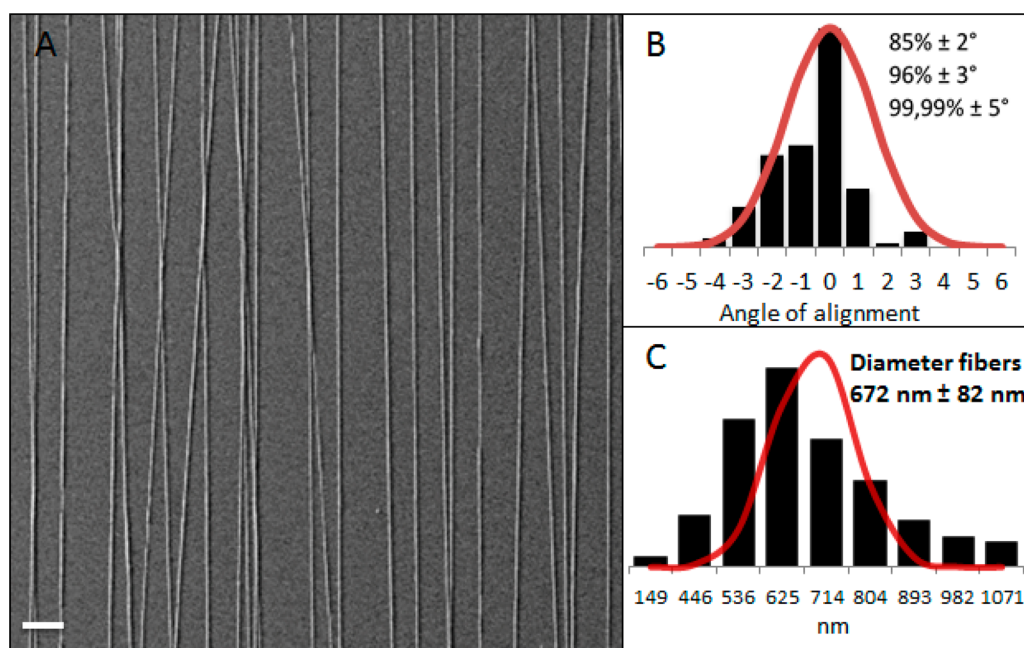 A
B
85% ± 2°
96% ± 3°
99,99% ± 5°
-6 -5 -4 -3 -2 -1 0 1 2 3 4 5 6
Angle of alignment
C
Diameter fibers
672 nm ± 82 nm
149 446 536 625 714 804 893 982 1071
nm